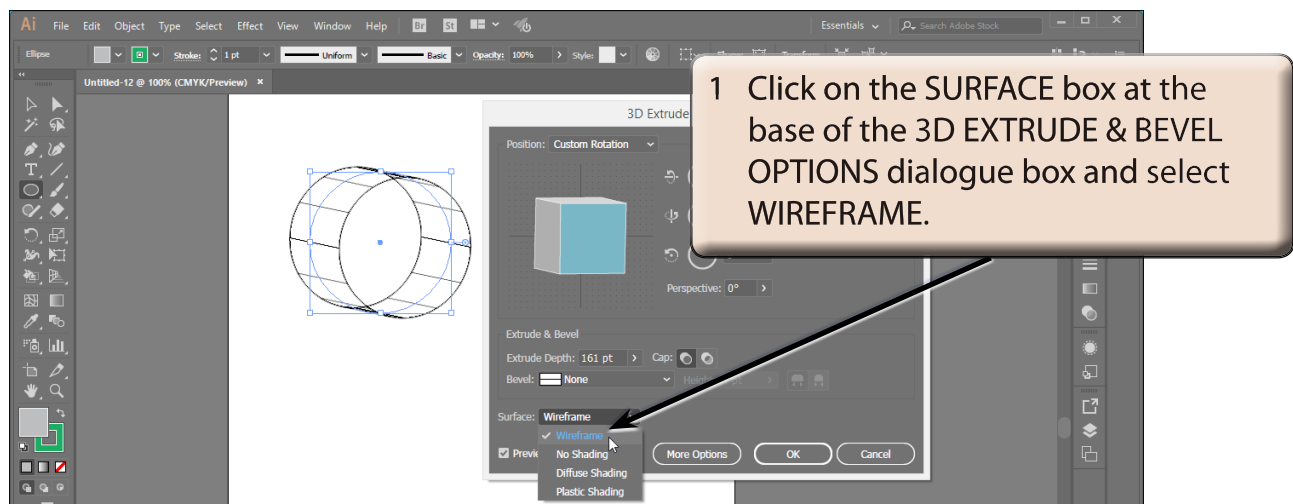 Ai File Edit Object Type Select Effect View Window Help Br St Essentials Search Adobe Stock
Ellipse Stroke: 1 pt Uniform Basic Opacity: 100% Style:
Untitled-12 @ 100% (CMYK/Preview) ×
3D Extrude
1 Click on the SURFACE box at the
base of the 3D EXTRUDE & BEVEL
OPTIONS dialogue box and select
WIREFRAME.
Position: Custom Rotation
Perspective: 0°
Extrude & Bevel
Extrude Depth: 161 pt Cap:
Bevel: None
Surface: Wireframe
Wireframe
No Shading
Diffuse Shading
Plastic Shading
More Options OK Cancel